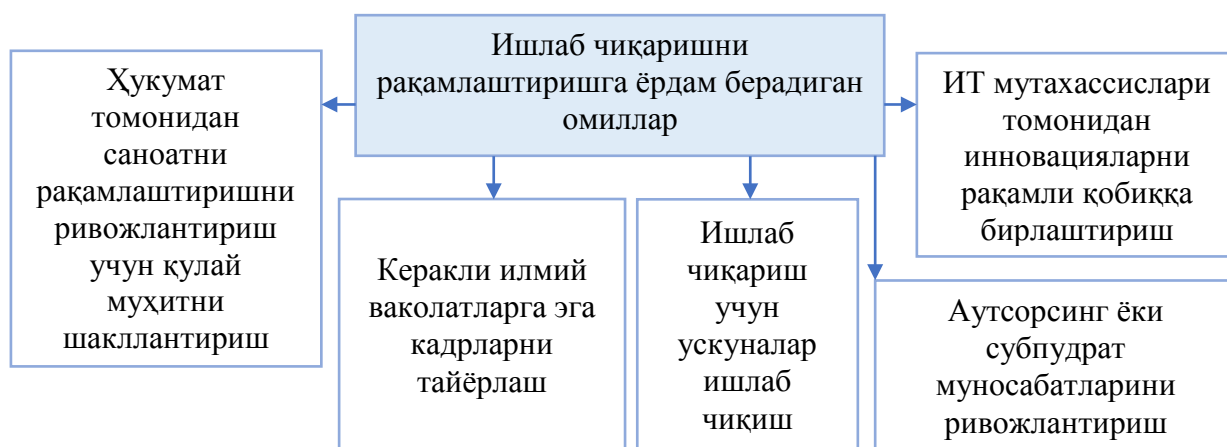 Ишлаб чиқаришни
рақамлаштиришга ёрдам берадиган
омиллар
Ҳукумат
томонидан
саноатни
рақамлаштиришни
ривожлантириш
учун қулай
муҳитни
шакллантириш
Керакли илмий
ваколатларга эга
кадрларни
тайёрлаш
Ишлаб
чиқариш
учун
ускуналар
ишлаб
чиқиш
ИТ мутахассислари
томонидан
инновацияларни
рақамли қобиққа
бирлаштириш
Аутсорсинг ёки
субпудрат
муносабатларини
ривожлантириш